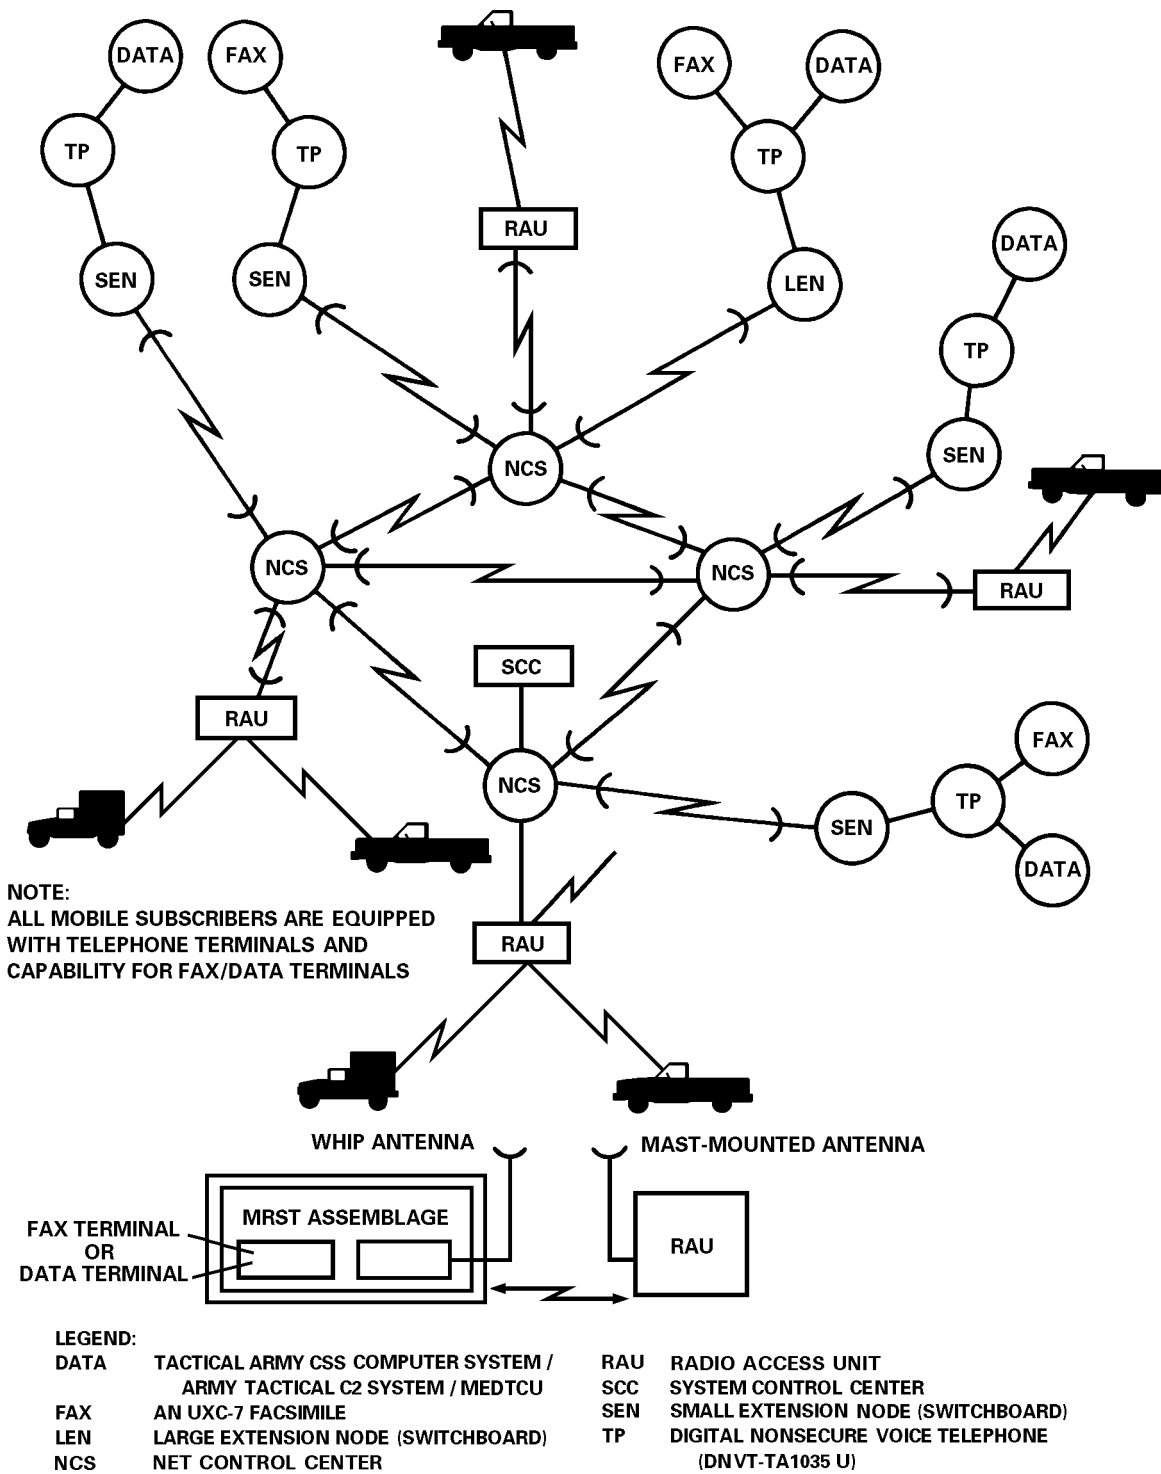 DATA
FAX
FAX
DATA
TP
TP
TP
RAU
DATA
SEN
SEN
LEN
TP
NCS
SEN
NCS
NCS
RAU
SCC
RAU
NCS
FAX
TP
SEN
DATA
NOTE:
ALL MOBILE SUBSCRIBERS ARE EQUIPPED
WITH TELEPHONE TERMINALS AND
CAPABILITY FOR FAX/DATA TERMINALS
RAU
WHIP ANTENNA
MAST-MOUNTED ANTENNA
MRST ASSEMBLAGE
FAX TERMINAL
OR
DATA TERMINAL
RAU
LEGEND:
DATA TACTICAL ARMY CSS COMPUTER SYSTEM /
ARMY TACTICAL C2 SYSTEM / MEDTCU
FAX AN UXC-7 FACSIMILE
LEN LARGE EXTENSION NODE (SWITCHBOARD)
NCS NET CONTROL CENTER
RAU RADIO ACCESS UNIT
SCC SYSTEM CONTROL CENTER
SEN SMALL EXTENSION NODE (SWITCHBOARD)
TP DIGITAL NONSECURE VOICE TELEPHONE
(DNVT-TA1035 U)